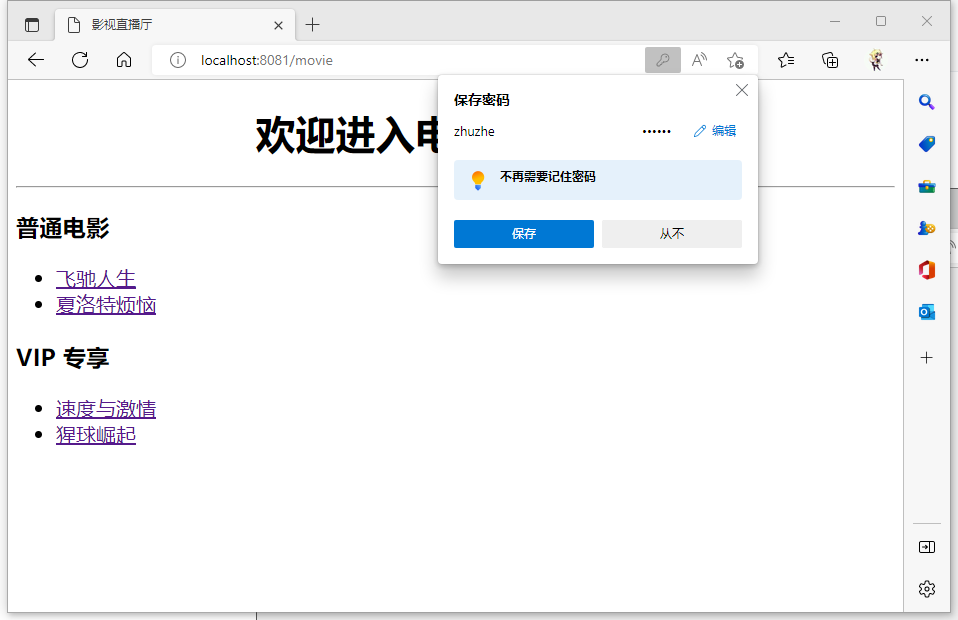 影视直播厅
localhost:8081/movie
保存密码
zhuzhe
••••••
编辑
不再需要记住密码
保存
从不
欢迎进入
普通电影
飞驰人生
夏洛特烦恼
VIP 专享
速度与激情
猩球崛起